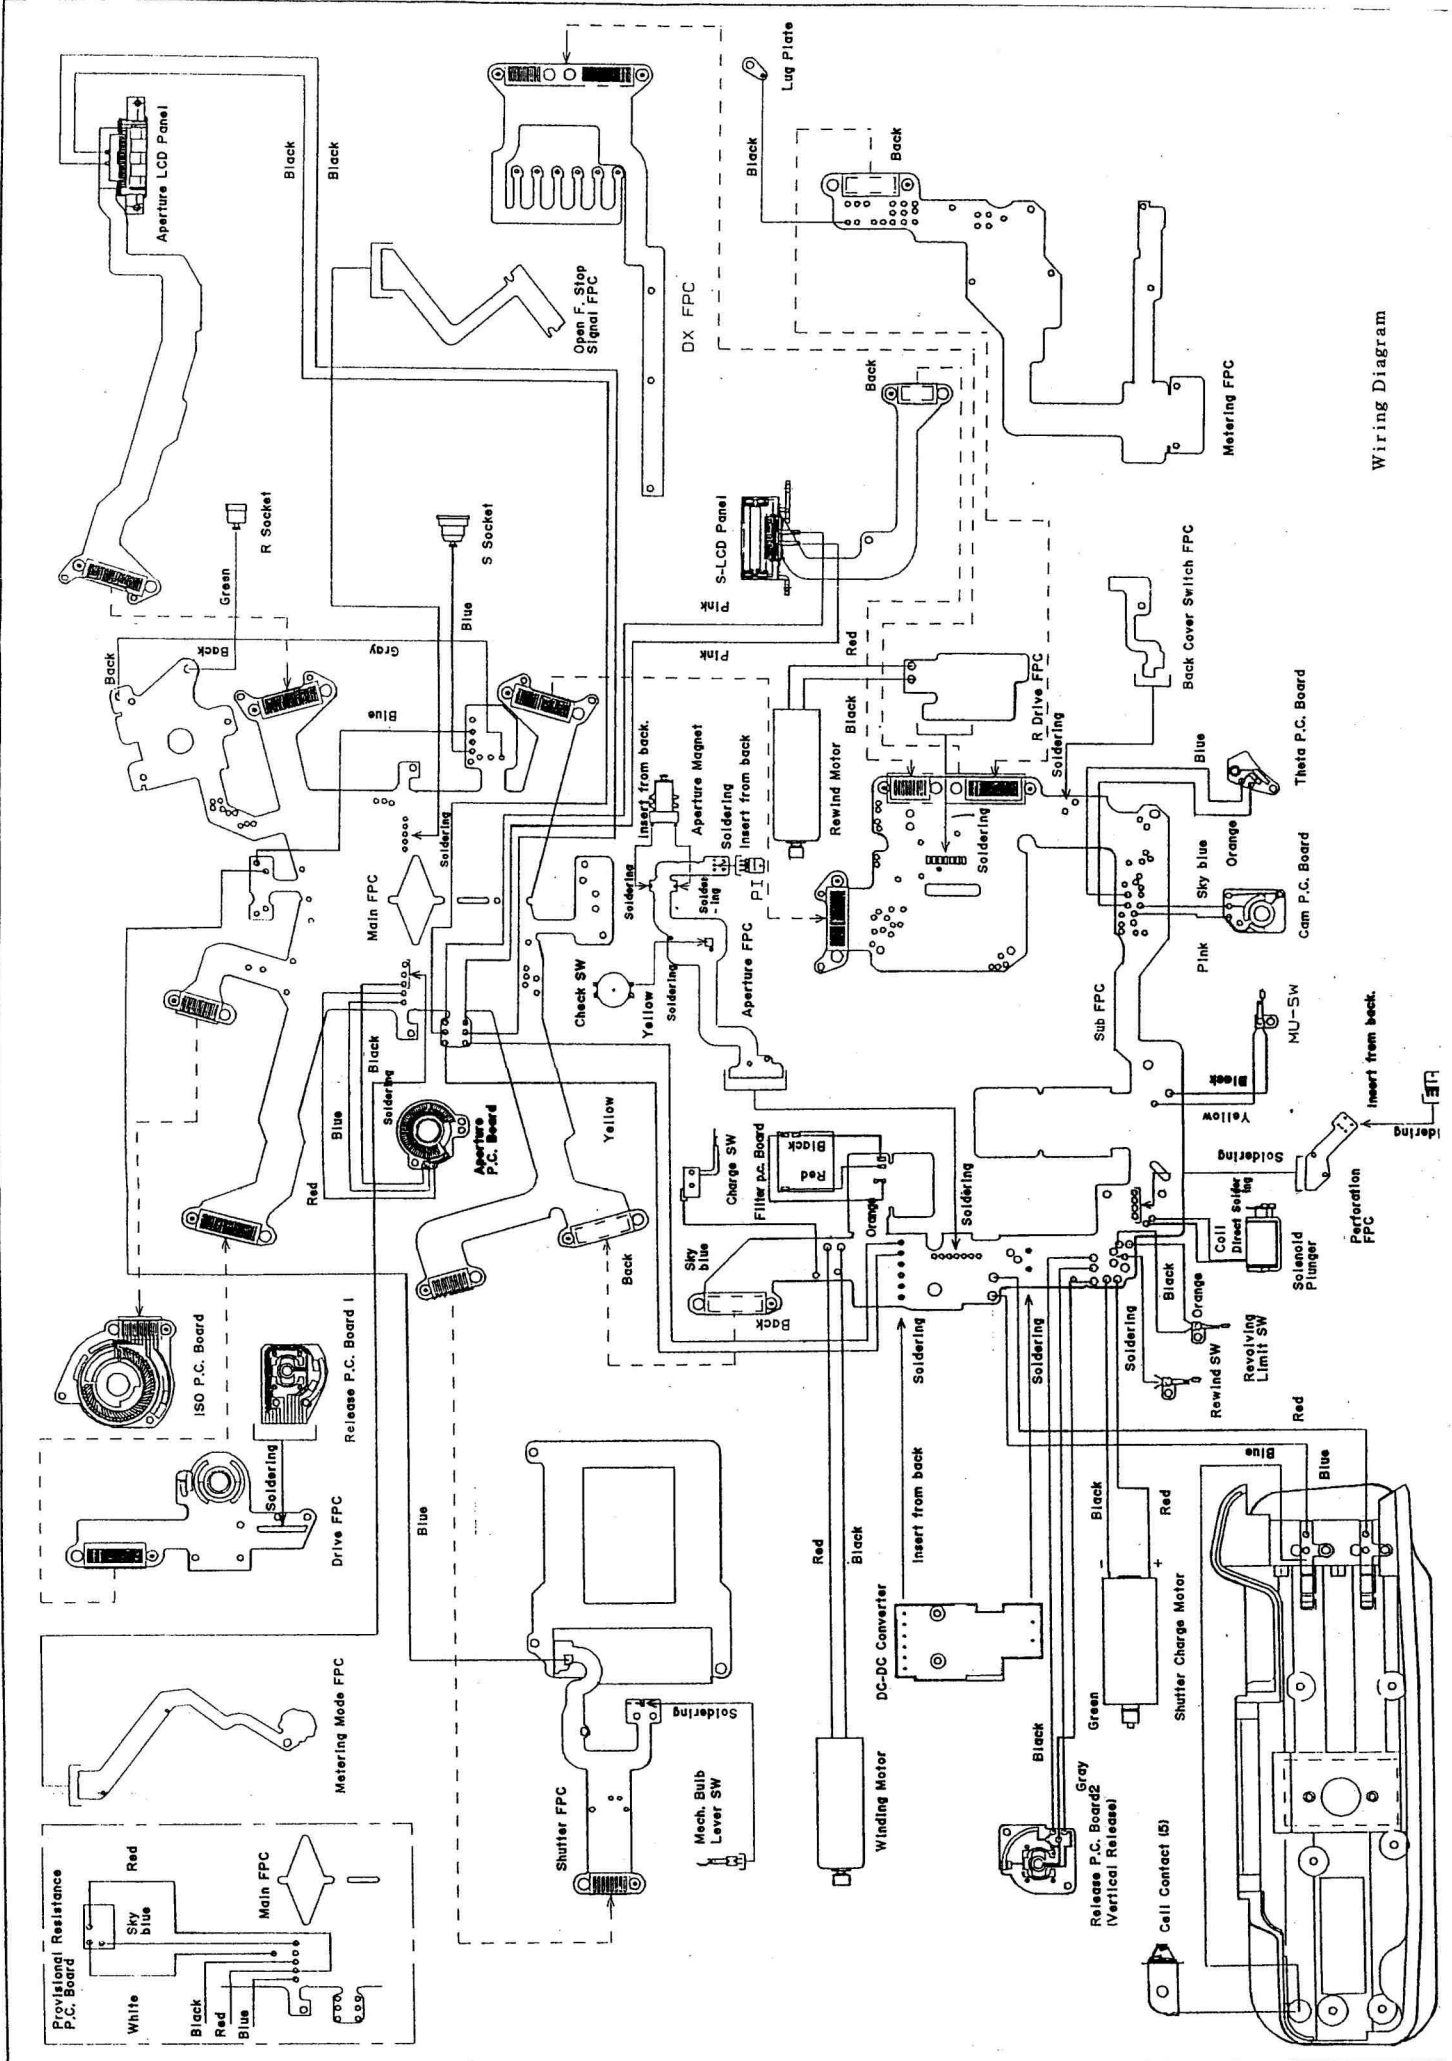 Provisional Resistance
P.C. Board
White
Red
Sky
blue
Main FPC
Black
Red
Blue
Metering Mode FPC
Drive FPC
Soldering
Release P.C. Board 1
ISO P.C. Board
Aperture LCD Panel
Black
Black
Back
Back
Green
R Socket
Gray
Blue
Blue
S Socket
Open F. Stop
Signal FPC
DX FPC
Lug Plate
Black
Back
Main FPC
Soldering
Black
Soldering
Blue
Red
Aperture
P.C. Board
Yellow
Back
Blue
Shutter FPC
Mech. Bulb
Lever SW
Soldering
Check SW
Yellow
Soldering
Aperture FPC
Soldering
Solder
-ing
Insert from back.
Aperture Magnet
Soldering
Insert from back
PI
Pink
Pink
S-LCD Panel
Back
Red
Black
Rewind Motor
R Drive FPC
Soldering
Soldering
Metering FPC
Back Cover Switch FPC
Blue
Theta P.C. Board
Orange
Sky blue
Cam P.C. Board
Pink
Sub FPC
Charge SW
Filter p.c. Board
Black
Red
Orange
Sky
blue
Back
Soldering
Soldering
Insert from back
Soldering
Red
Black
Winding Motor
DC-DC Converter
Black
Yellow
MU-SW
Soldering
Insert from back.
Perforation
FPC
Coil
Direct Solder
ing
Solenoid
Plunger
Black
Orange
Soldering
Revolving
Limit SW
Rewind SW
Red
Blue
Blue
Black
Red
-
+
Shutter Charge Motor
Green
Black
Gray
Release P.C. Board2
(Vertical Release)
Cell Contact (5)
Wiring Diagram